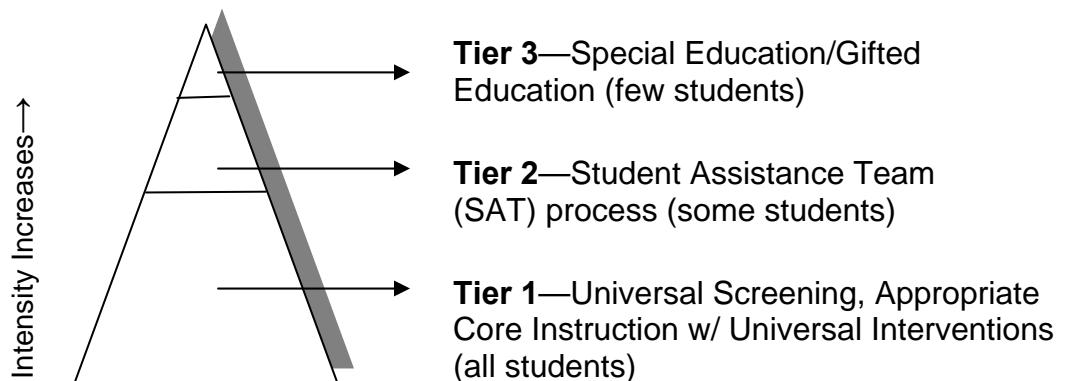 Tier 3—Special Education/Gifted
Education (few students)
Tier 2—Student Assistance Team
(SAT) process (some students)
Tier 1—Universal Screening, Appropriate
Core Instruction w/ Universal Interventions
(all students)
Intensity Increases→